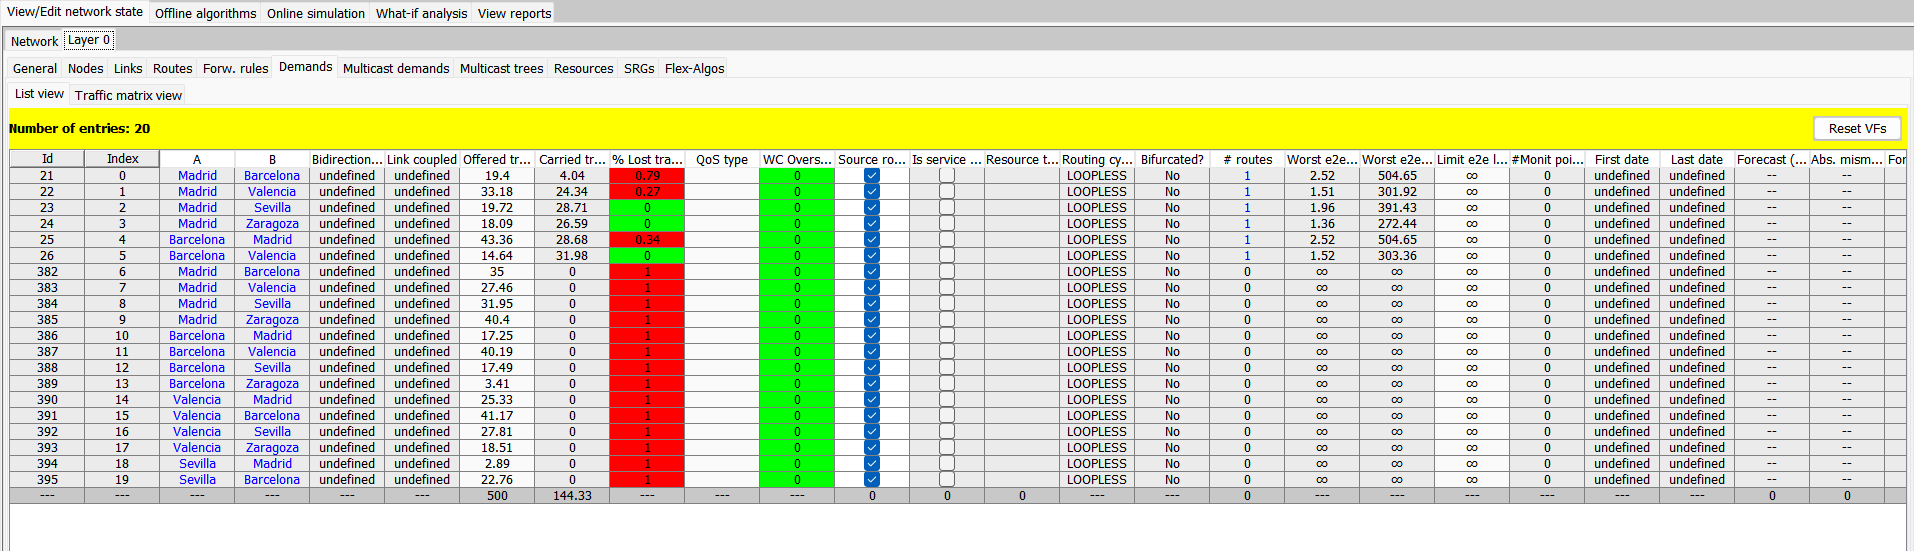 View/Edit network state Offline algorithms Online simulation What-if analysis View reports
Network Layer 0
General Nodes Links Routes Forw. rules Demands Multicast demands Multicast trees Resources SRGs Flex-Algos
List view Traffic matrix view
Number of entries: 20 Reset VFs
Id Index A B Bidirection... Link coupled Offered tr... Carried tr... % Lost tra... QoS type WC Overs... Source ro... Is service ... Resource t... Routing cy... Bifurcated? # routes Worst e2e... Worst e2e... Limit e2e l... #Monit poi... First date Last date Forecast (... Abs. mism... For
21 0 Madrid Barcelona undefined undefined 19.4 4.04 0.79 0 LOOPLESS No 1 2.52 504.65 ∞ 0 undefined undefined -- --
22 1 Madrid Valencia undefined undefined 33.18 24.34 0.27 0 LOOPLESS No 1 1.51 301.92 ∞ 0 undefined undefined -- --
23 2 Madrid Sevilla undefined undefined 19.72 28.71 0 0 LOOPLESS No 1 1.96 391.43 ∞ 0 undefined undefined -- --
24 3 Madrid Zaragoza undefined undefined 18.09 26.59 0 0 LOOPLESS No 1 1.36 272.44 ∞ 0 undefined undefined -- --
25 4 Barcelona Madrid undefined undefined 43.36 28.68 0.34 0 LOOPLESS No 1 2.52 504.65 ∞ 0 undefined undefined -- --
26 5 Barcelona Valencia undefined undefined 14.64 31.98 0 0 LOOPLESS No 1 1.52 303.36 ∞ 0 undefined undefined -- --
382 6 Madrid Barcelona undefined undefined 35 0 1 0 LOOPLESS No 0 ∞ ∞ ∞ 0 undefined undefined -- --
383 7 Madrid Valencia undefined undefined 27.46 0 1 0 LOOPLESS No 0 ∞ ∞ ∞ 0 undefined undefined -- --
384 8 Madrid Sevilla undefined undefined 31.95 0 1 0 LOOPLESS No 0 ∞ ∞ ∞ 0 undefined undefined -- --
385 9 Madrid Zaragoza undefined undefined 40.4 0 1 0 LOOPLESS No 0 ∞ ∞ ∞ 0 undefined undefined -- --
386 10 Barcelona Madrid undefined undefined 17.25 0 1 0 LOOPLESS No 0 ∞ ∞ ∞ 0 undefined undefined -- --
387 11 Barcelona Valencia undefined undefined 40.19 0 1 0 LOOPLESS No 0 ∞ ∞ ∞ 0 undefined undefined -- --
388 12 Barcelona Sevilla undefined undefined 17.49 0 1 0 LOOPLESS No 0 ∞ ∞ ∞ 0 undefined undefined -- --
389 13 Barcelona Zaragoza undefined undefined 3.41 0 1 0 LOOPLESS No 0 ∞ ∞ ∞ 0 undefined undefined -- --
390 14 Valencia Madrid undefined undefined 25.33 0 1 0 LOOPLESS No 0 ∞ ∞ ∞ 0 undefined undefined -- --
391 15 Valencia Barcelona undefined undefined 41.17 0 1 0 LOOPLESS No 0 ∞ ∞ ∞ 0 undefined undefined -- --
392 16 Valencia Sevilla undefined undefined 27.81 0 1 0 LOOPLESS No 0 ∞ ∞ ∞ 0 undefined undefined -- --
393 17 Valencia Zaragoza undefined undefined 18.51 0 1 0 LOOPLESS No 0 ∞ ∞ ∞ 0 undefined undefined -- --
394 18 Sevilla Madrid undefined undefined 2.89 0 1 0 LOOPLESS No 0 ∞ ∞ ∞ 0 undefined undefined -- --
395 19 Sevilla Barcelona undefined undefined 22.76 0 1 0 LOOPLESS No 0 ∞ ∞ ∞ 0 undefined undefined -- --
--- --- --- --- --- --- 500 144.33 --- --- --- 0 0 0 --- --- 0 --- --- --- --- --- --- 0 0